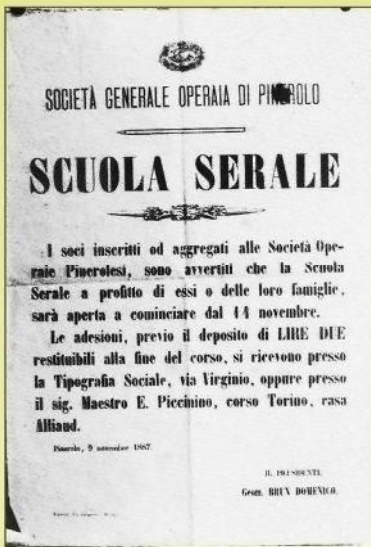 SOCIETÀ GENERALE OPERAIA DI PINEROLO
SCUOLA SERALE
I soci inscritti od aggregati alle Società Ope-
raie Pinerolesi, sono avvertiti che la Scuola
Serale a profitto di essi o delle loro famiglie,
sarà aperta a cominciare dal 14 novembre.
Le adesioni, previo il deposito di LIRE DUE
restituibili alla fine del corso, si ricevono presso
la Tipografia Sociale, via Virginio, oppure presso
il sig. Maestro E. Piccinino, corso Torino, casa
Alliaud.
Pinerolo, 9 novembre 1887.
IL PRESIDENTE
Geom. BRUN DOMENICO.